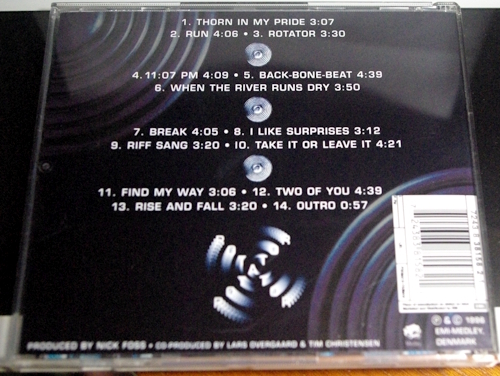 1. THORN IN MY PRIDE 3:07
2. RUN 4:06 • 3. ROTATOR 3:30
4. 11:07 PM 4:09 • 5. BACK-BONE-BEAT 4:39
6. WHEN THE RIVER RUNS DRY 3:50
7. BREAK 4:05 • 8. I LIKE SURPRISES 3:12
9. RIFF SANG 3:20 • 10. TAKE IT OR LEAVE IT 4:21
11. FIND MY WAY 3:06 • 12. TWO OF YOU 4:39
13. RISE AND FALL 3:20 • 14. OUTRO 0:57
℗ & © 1996
EMI-MEDLEY,
DENMARK
PRODUCED BY NICK FOSS • CO-PRODUCED BY LARS OVERGAARD & TIM CHRISTENSEN